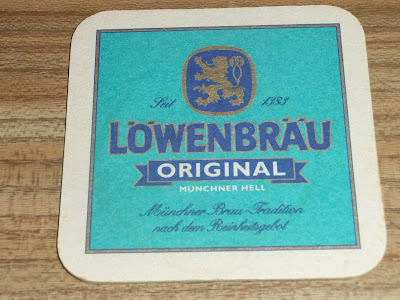 Seit 1383
LÖWENBRÄU
ORIGINAL
MÜNCHNER HELL
Münchner Brau-Tradition
nach dem Reinheitsgebot